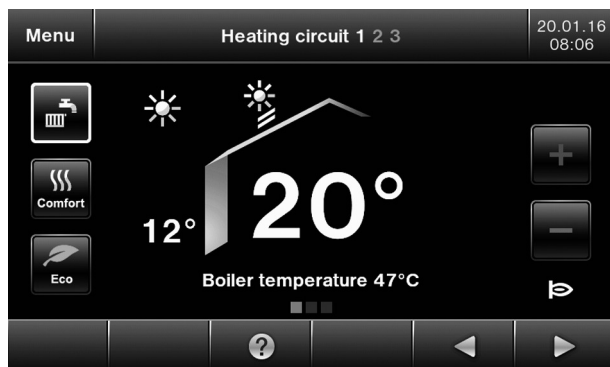 Menu
Heating circuit 1 2 3
20.01.16
08:06
Comfort
12°
20°
Eco
Boiler temperature 47°C
?